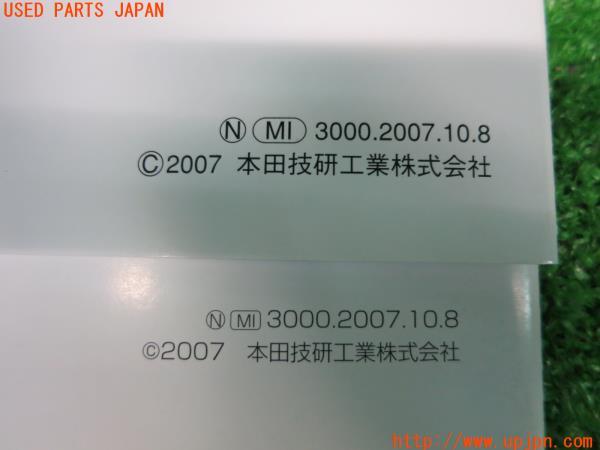 USED PARTS JAPAN
Ⓝ MI 3000.2007.10.8
©2007 本田技研工業株式会社
Ⓝ MI 3000.2007.10.8
©2007 本田技研工業株式会社
http://www.upjpn.com